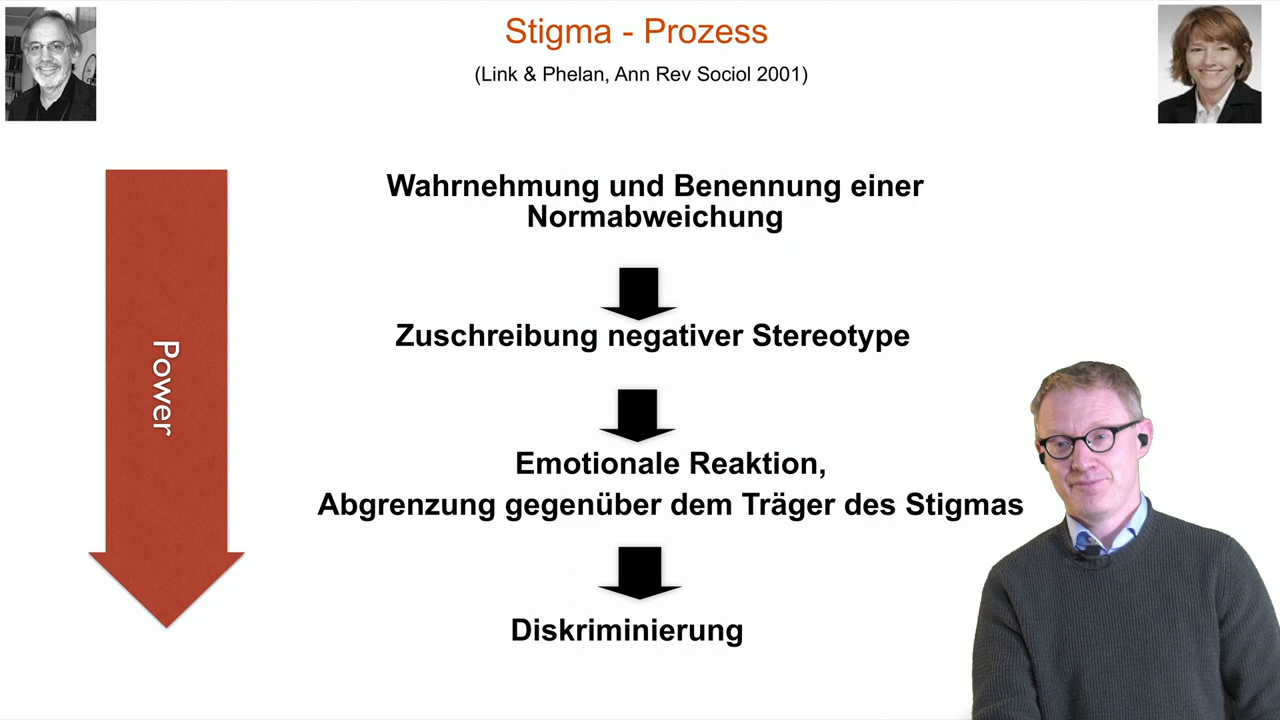 Stigma - Prozess
(Link & Phelan, Ann Rev Sociol 2001)
Wahrnehmung und Benennung einer
Normabweichung
Zuschreibung negativer Stereotype
Power
Emotionale Reaktion,
Abgrenzung gegenüber dem Träger des Stigmas
Diskriminierung